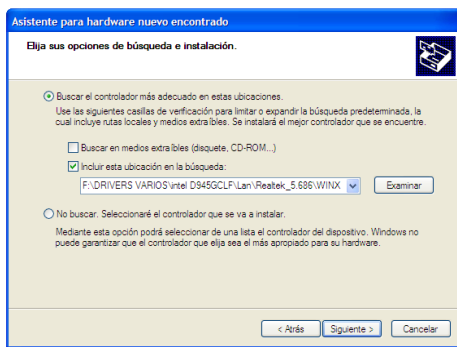 Asistente para hardware nuevo encontrado
Elija sus opciones de búsqueda e instalación.
Buscar el controlador más adecuado en estas ubicaciones.
Use las siguientes casillas de verificación para limitar o expandir la búsqueda predeterminada, la
cual incluye rutas locales y medios extraíbles. Se instalará el mejor controlador que se encuentre.
Buscar en medios extraíbles (disquete, CD-ROM...)
Incluir esta ubicación en la búsqueda:
F:\DRIVERS VARIOS\intel D945GCLF\Lan\Realtek_5.686\WINX
Examinar
No buscar. Seleccionaré el controlador que se va a instalar.
Mediante esta opción podrá seleccionar de una lista el controlador del dispositivo. Windows no
puede garantizar que el controlador que elija sea el más apropiado para su hardware.
< Atrás
Siguiente >
Cancelar